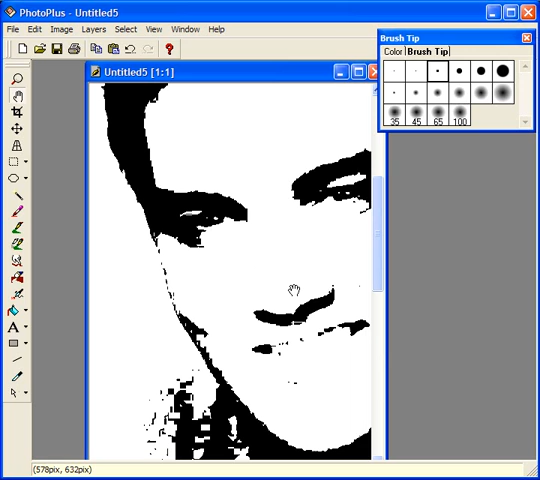 PhotoPlus - Untitled5
File Edit Image Layers Selection View Window Help
Brush Tip
Color Brush Tip
35 45 65 100
Untitled5 [1:1]
A
(578pix, 632pix)